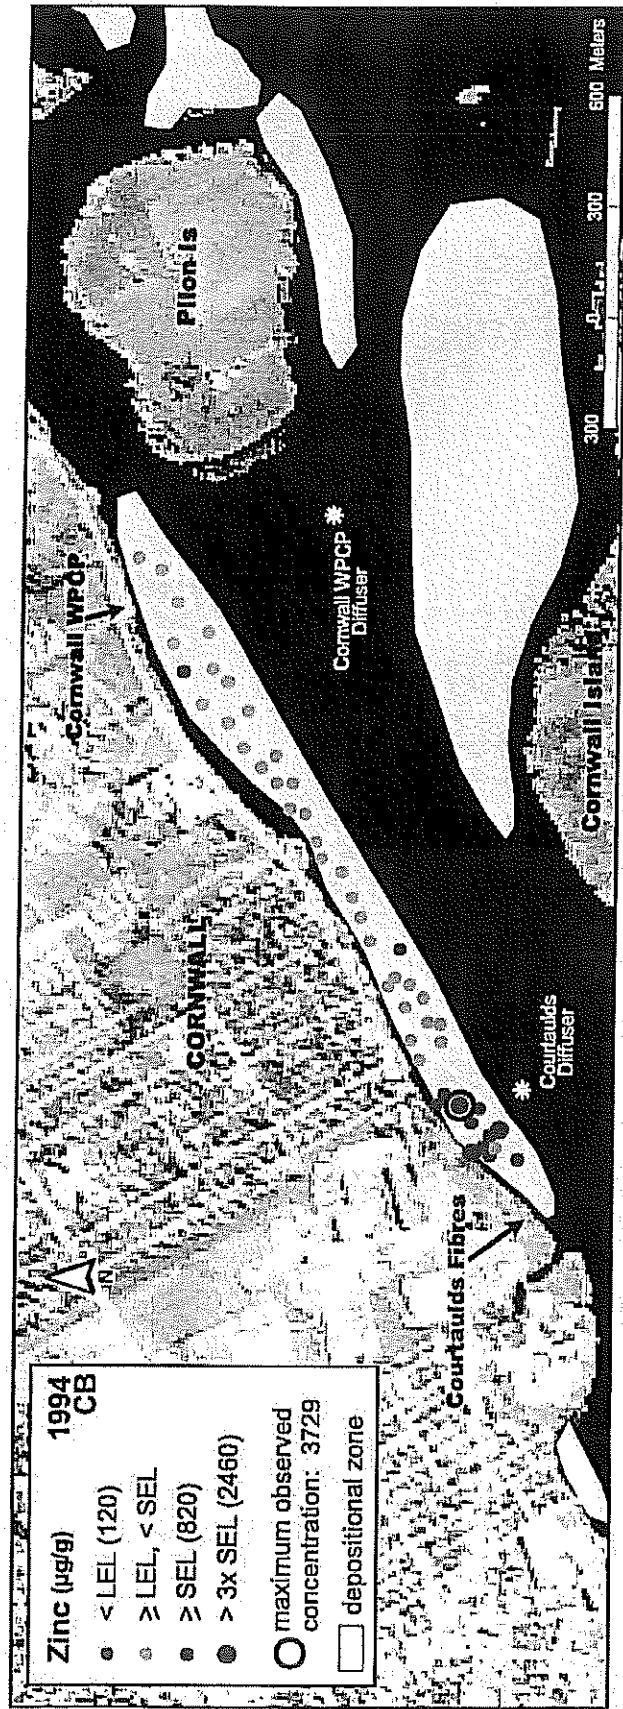 Zinc (µg/g) 1994
CB
< LEL (120)
⩾ LEL, < SEL
⩾ SEL (820)
> 3x SEL (2460)
maximum observed
concentration: 3729
depositional zone
N
CORNWALL
Courtaulds Fibres
Courtaulds
Diffuser
Cornwall WPCP
Cornwall WPCP
Diffuser
Pilon Is
Cornwall Island
300 0 300 600 Meters